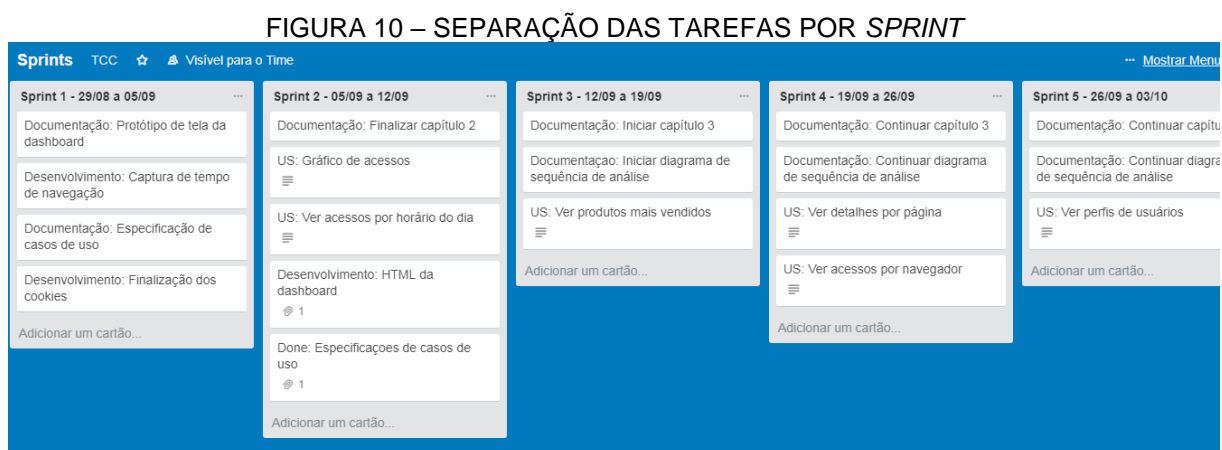 FIGURA 10 – SEPARAÇÃO DAS TAREFAS POR SPRINT
Sprints TCC Visível para o Time ... Mostrar Menu
Sprint 1 - 29/08 a 05/09 ...
Documentação: Protótipo de tela da
dashboard
Desenvolvimento: Captura de tempo
de navegação
Documentação: Especificação de
casos de uso
Desenvolvimento: Finalização dos
cookies
Adicionar um cartão...
Sprint 2 - 05/09 a 12/09 ...
Documentação: Finalizar capítulo 2
US: Gráfico de acessos
US: Ver acessos por horário do dia
Desenvolvimento: HTML da
dashboard
1
Done: Especificaçoes de casos de
uso
1
Adicionar um cartão...
Sprint 3 - 12/09 a 19/09 ...
Documentação: Iniciar capítulo 3
Documentaçao: Iniciar diagrama de
sequência de análise
US: Ver produtos mais vendidos
Adicionar um cartão...
Sprint 4 - 19/09 a 26/09 ...
Documentação: Continuar capítulo 3
Documentação: Continuar diagrama
de sequência de análise
US: Ver detalhes por página
US: Ver acessos por navegador
Adicionar um cartão...
Sprint 5 - 26/09 a 03/10
Documentação: Continuar capítu
Documentação: Continuar diagra
de sequência de análise
US: Ver perfis de usuários
Adicionar um cartão...